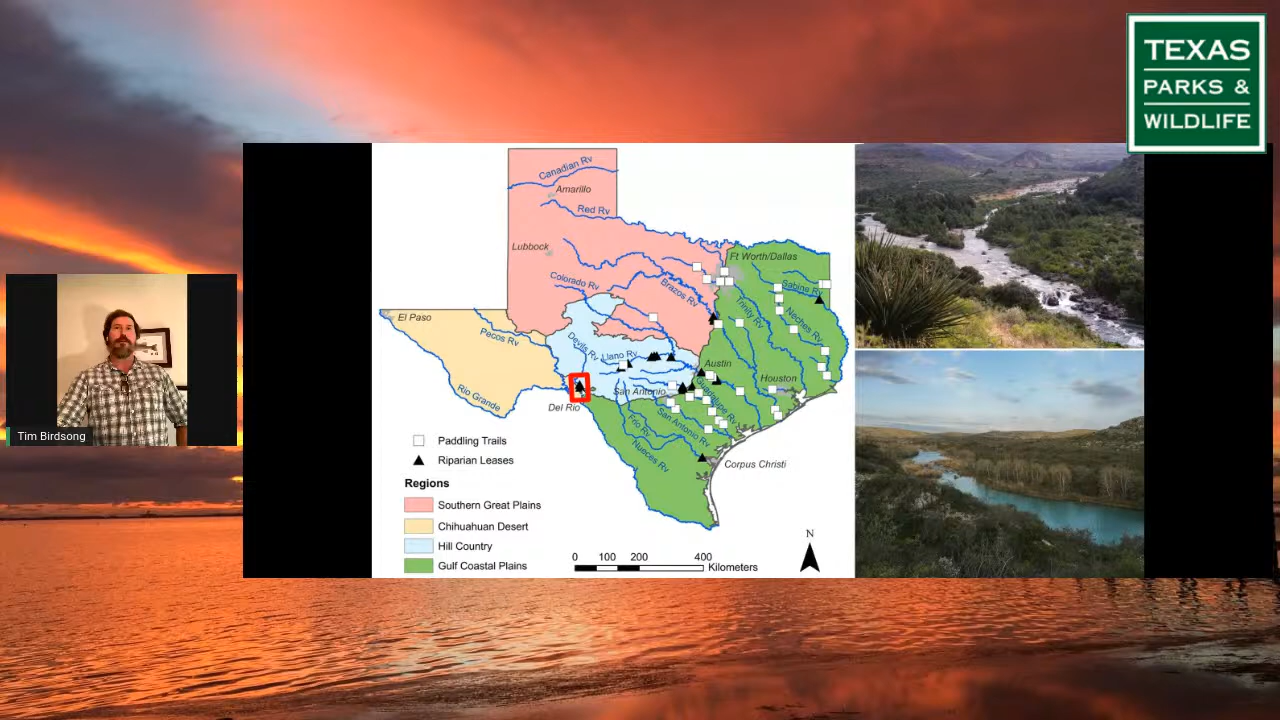 TEXAS
PARKS &
WILDLIFE
Canadian Rv
Amarillo
Red Rv
Lubbock
Ft Worth/Dallas
Colorado Rv
Brazos Rv
Sabine Rv
Trinity Rv
Neches Rv
El Paso
Pecos Rv
Devils Rv
Llano Rv
Austin
Houston
San Antonio
Guadalupe Rv
Rio Grande
Del Rio
San Antonio Rv
Frio Rv
Nueces Rv
Corpus Christi
Tim Birdsong
Paddling Trails
Riparian Leases
Regions
Southern Great Plains
Chihuahuan Desert
Hill Country
Gulf Coastal Plains
N
0 100 200 400
Kilometers